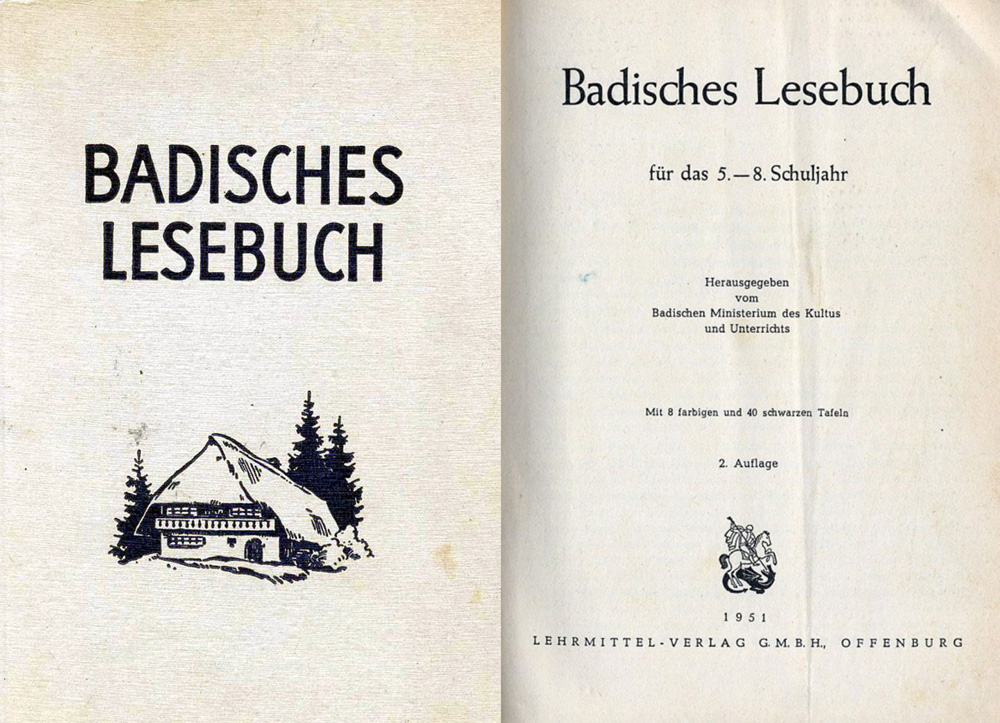 BADISCHES
LESEBUCH
Badisches Lesebuch
für das 5.—8. Schuljahr
Herausgegeben
vom
Badischen Ministerium des Kultus
und Unterrichts
Mit 8 farbigen und 40 schwarzen Tafeln
2. Auflage
1951
LEHRMITTEL-VERLAG G.M.B.H., OFFENBURG